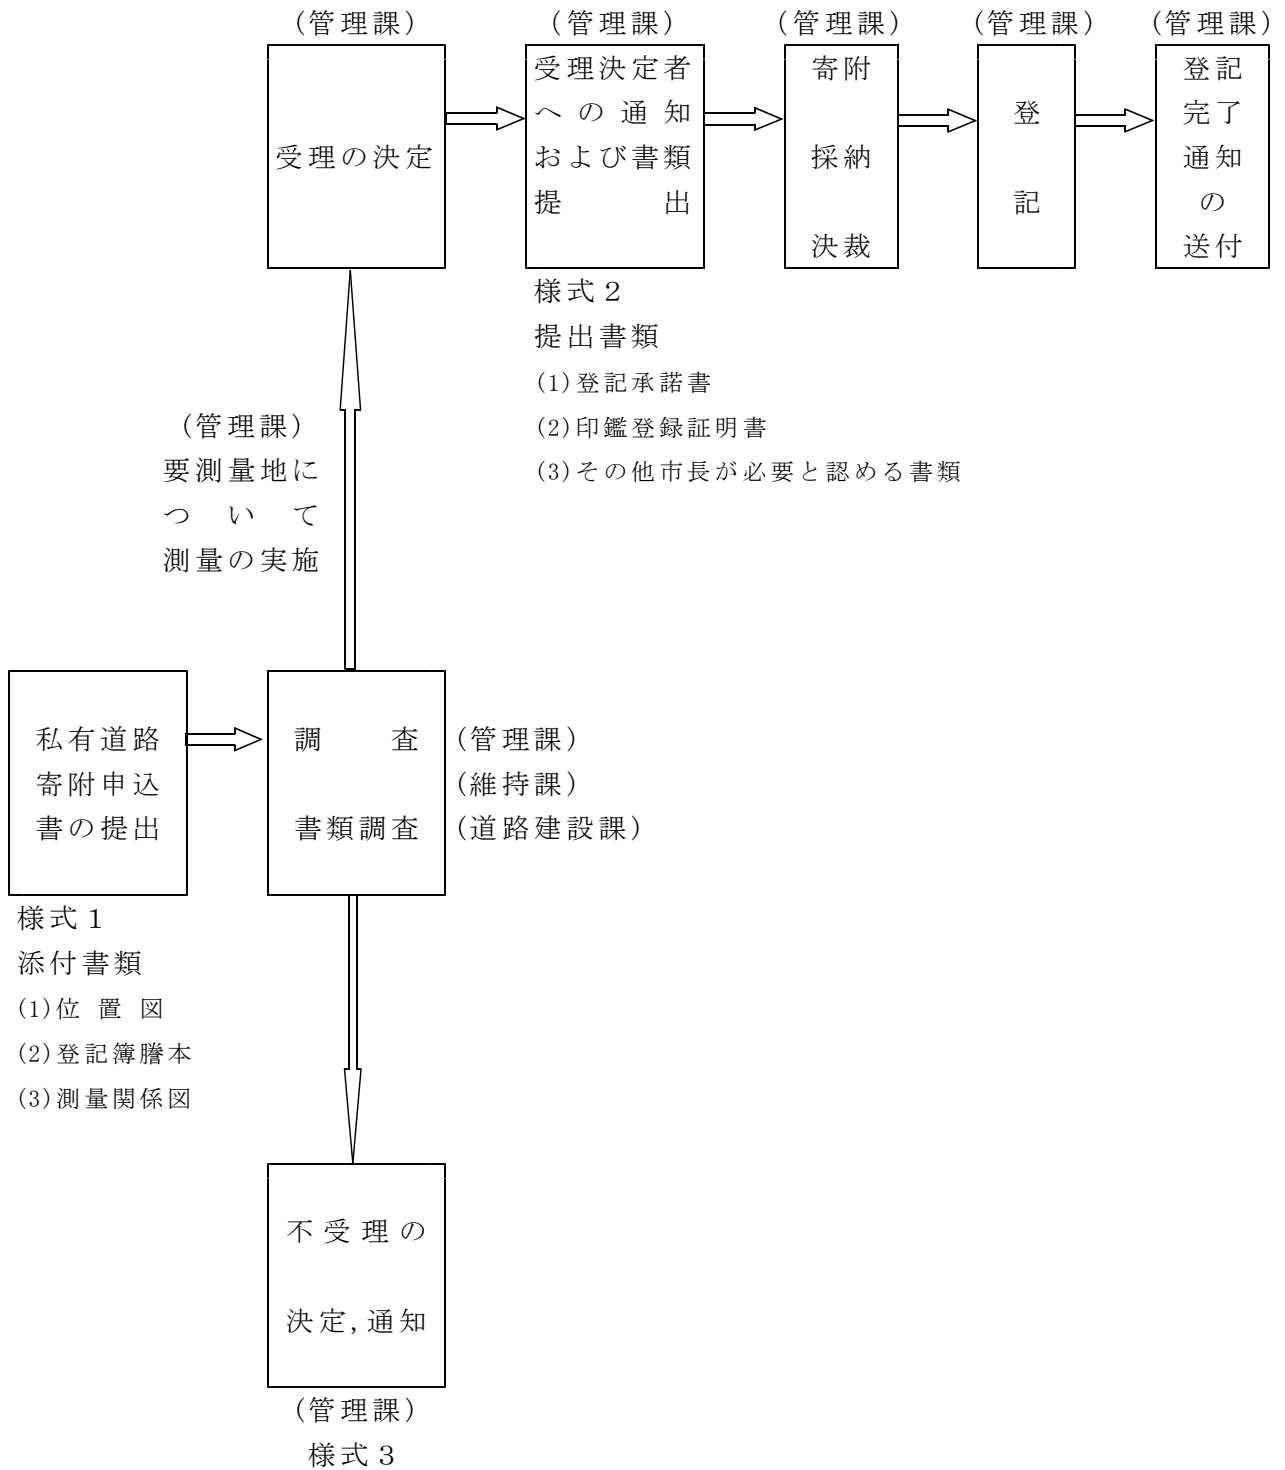 (管理課)
受理の決定
(管理課)
受理決定者
への通知
および書類
提出
様式2
提出書類
(1)登記承諾書
(2)印鑑登録証明書
(3)その他市長が必要と認める書類
(管理課)
寄附
採納
決裁
(管理課)
登
記
(管理課)
登記
完了
通知
の
送付
(管理課)
要測量地に
ついて
測量の実施
私有道路
寄附申込
書の提出
様式1
添付書類
(1)位置図
(2)登記簿謄本
(3)測量関係図
調査
書類調査
(管理課)
(維持課)
(道路建設課)
不受理の
決定,通知
(管理課)
様式3